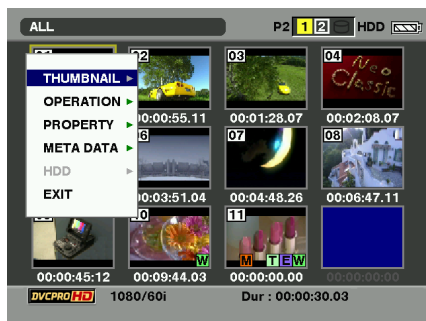 ALL P2 1 2 HDD
02 03 04
Neo Classic
THUMBNAIL
OPERATION
PROPERTY
META DATA
HDD
EXIT
00:00:55.11 00:01:28.07 00:02:08.07
07 08
00:03:51.04 00:04:48.26 00:06:47.11
11
W M T E W
00:00:45:12 00:09:44.03 00:00:00.00 00:00:00:00
DVCPRO HD 1080/60i Dur : 00:00:30.03